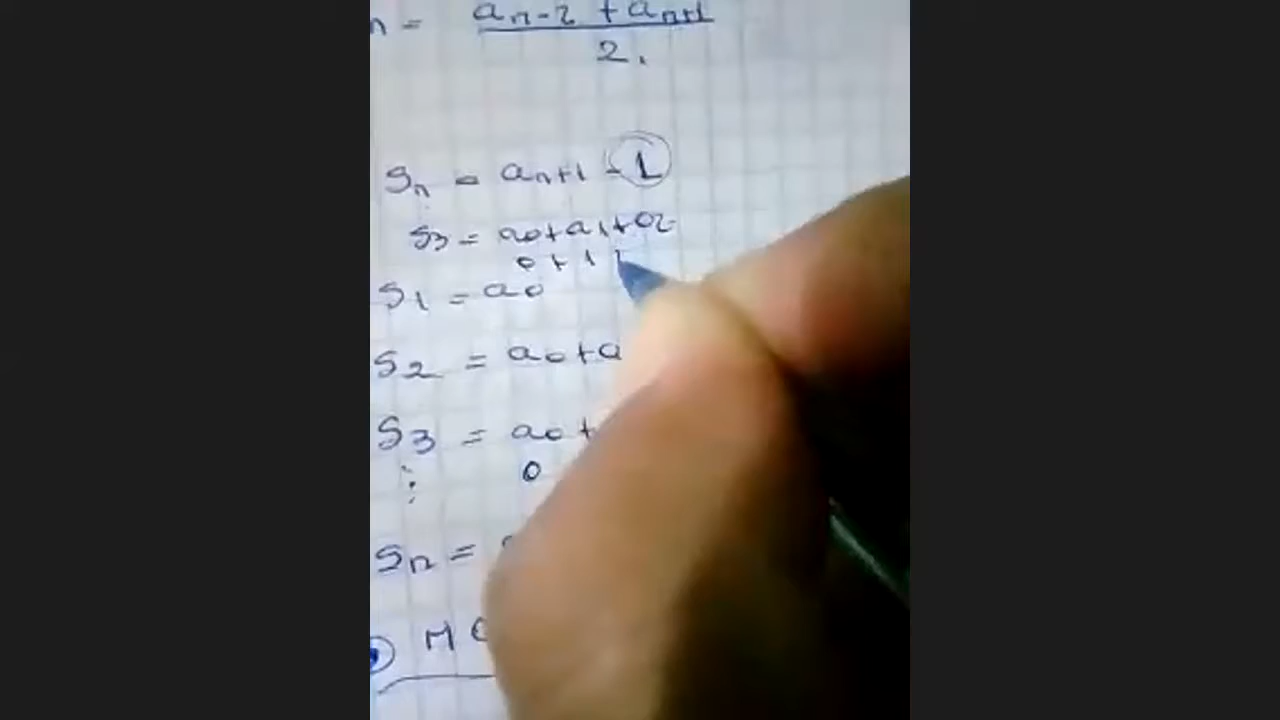 n = (a_{n-2} + a_{n+1}) / 2.
S_n = a_{n+1} - 1
S_3 = a_0 + a_1 + a_2
0 + 1 +
S_1 = a_0
S_2 = a_0 + a
S_3 = a_0 +
⋮ 0
S_n =
M